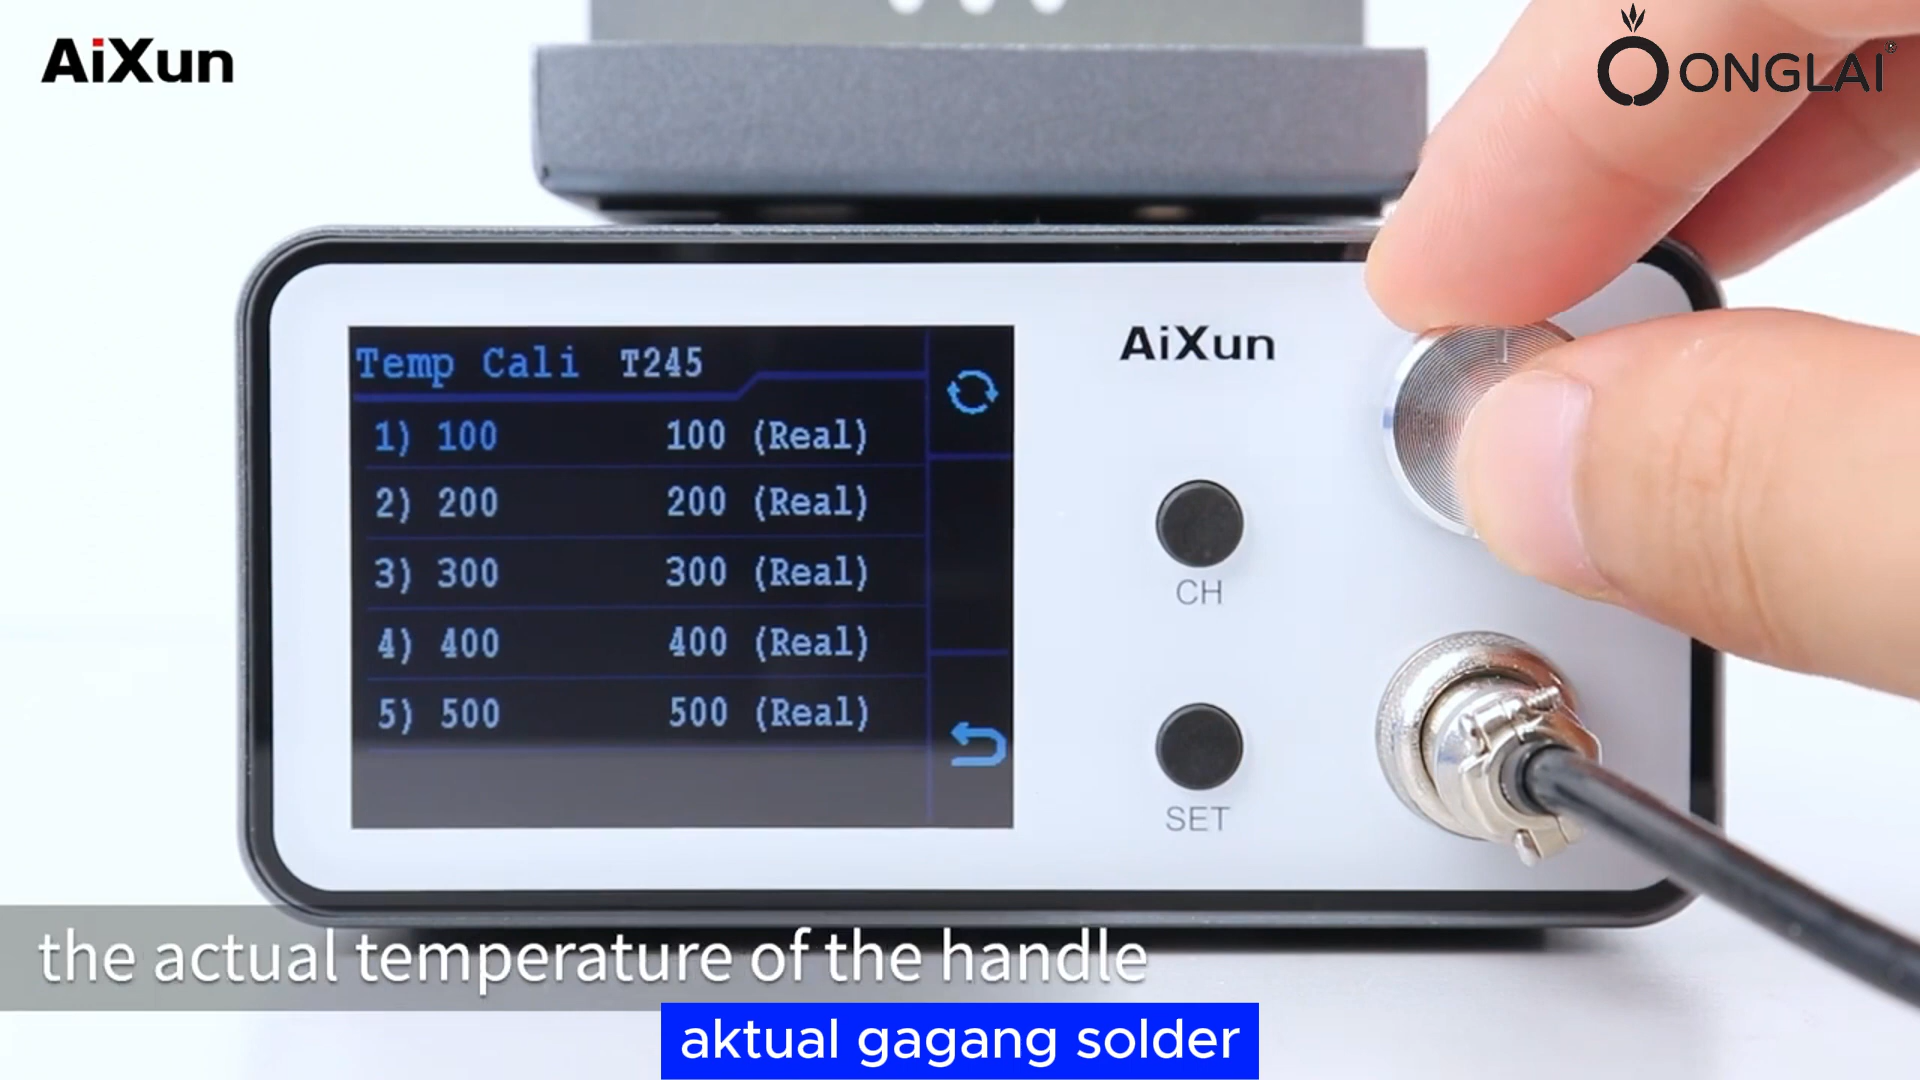 AiXun
ONGLAI®
AiXun
Temp Cali T245
1) 100 100 (Real)
2) 200 200 (Real)
3) 300 300 (Real)
4) 400 400 (Real)
5) 500 500 (Real)
CH
SET
the actual temperature of the handle
aktual gagang solder